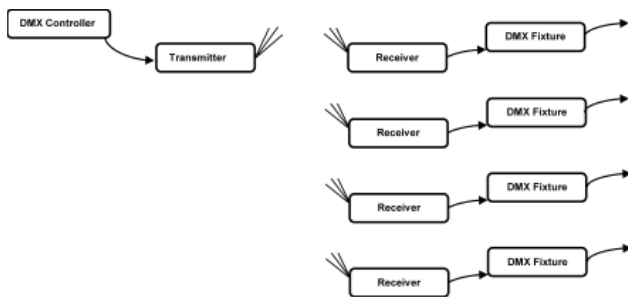 DMX Controller
Transmitter
Receiver
DMX Fixture
Receiver
DMX Fixture
Receiver
DMX Fixture
Receiver
DMX Fixture